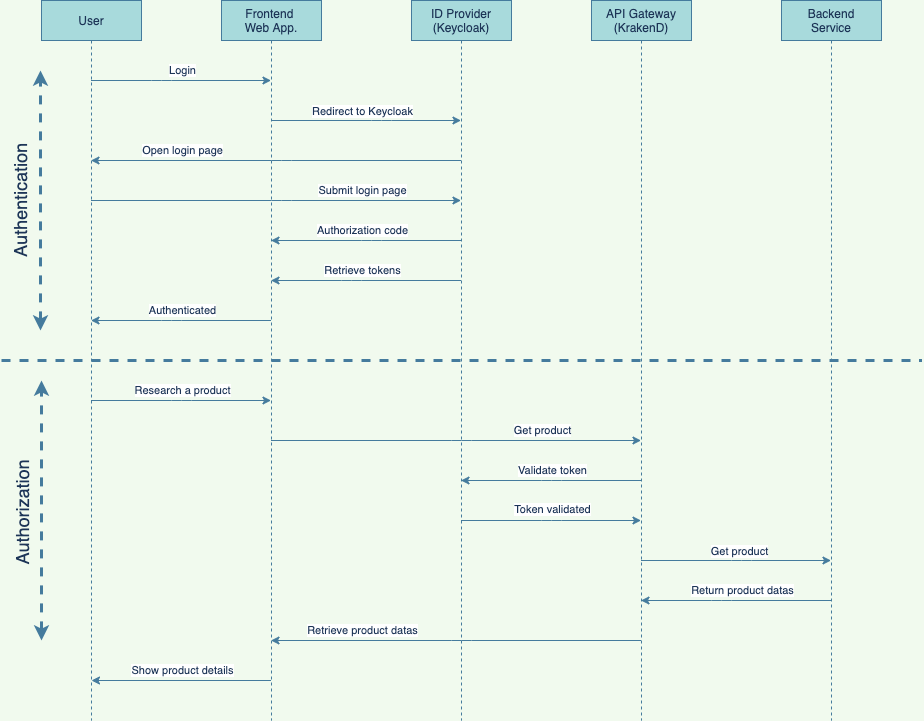 User
Frontend
Web App.
ID Provider
(Keycloak)
API Gateway
(KrakenD)
Backend
Service
Authentication
Login
Redirect to Keycloak
Open login page
Submit login page
Authorization code
Retrieve tokens
Authenticated
Authorization
Research a product
Get product
Validate token
Token validated
Get product
Return product datas
Retrieve product datas
Show product details